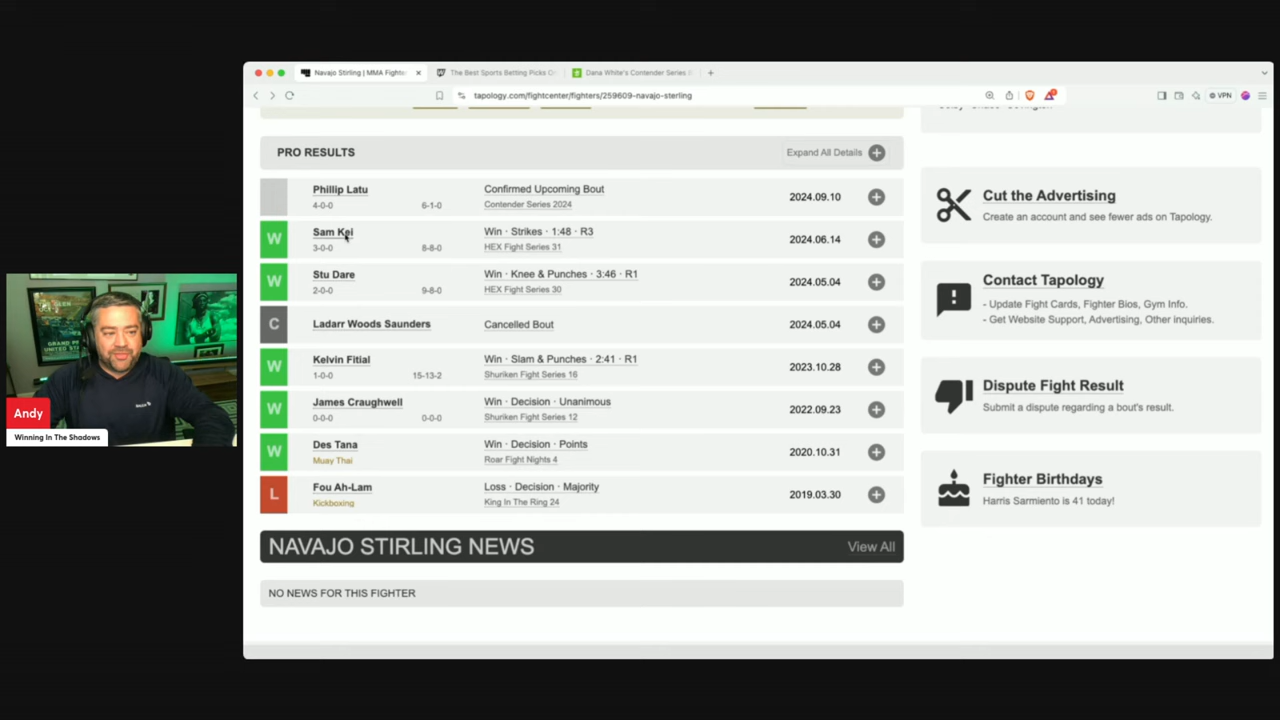 Navajo Stirling | MMA Fighter
The Best Sports Betting Picks O
Dana White's Contender Series
tapology.com/fightcenter/fighters/259609-navajo-sterling
VPN
PRO RESULTS
Expand All Details
Phillip Latu
Confirmed Upcoming Bout
4-0-0
6-1-0
Contender Series 2024
2024.09.10
W
Sam Kei
Win · Strikes · 1:48 · R3
3-0-0
8-8-0
HEX Fight Series 31
2024.06.14
W
Stu Dare
Win · Knee & Punches · 3:46 · R1
2-0-0
9-8-0
HEX Fight Series 30
2024.05.04
C
Ladarr Woods Saunders
Cancelled Bout
2024.05.04
W
Kelvin Fitial
Win · Slam & Punches · 2:41 · R1
1-0-0
15-13-2
Shuriken Fight Series 16
2023.10.28
W
James Craughwell
Win · Decision · Unanimous
0-0-0
0-0-0
Shuriken Fight Series 12
2022.09.23
W
Des Tana
Win · Decision · Points
Muay Thai
Roar Fight Nights 4
2020.10.31
L
Fou Ah-Lam
Loss · Decision · Majority
Kickboxing
King In The Ring 24
2019.03.30
NAVAJO STIRLING NEWS
View All
NO NEWS FOR THIS FIGHTER
Cut the Advertising
Create an account and see fewer ads on Tapology.
Contact Tapology
- Update Fight Cards, Fighter Bios, Gym Info.
- Get Website Support, Advertising, Other inquiries.
Dispute Fight Result
Submit a dispute regarding a bout's result.
Fighter Birthdays
Harris Sarmiento is 41 today!
GRAND PR
UNITED ST
Andy
Winning In The Shadows